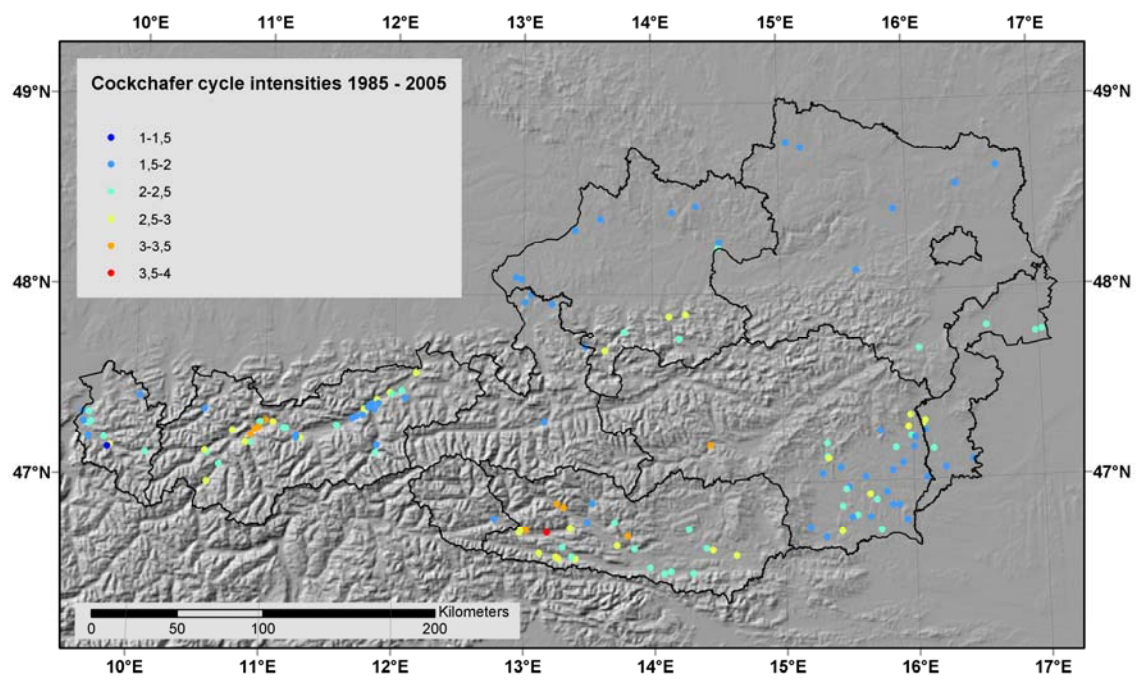 10°E 11°E 12°E 13°E 14°E 15°E 16°E 17°E
49°N 49°N
Cockchafer cycle intensities 1985 - 2005
1-1,5
1,5-2
2-2,5
2,5-3
3-3,5
3,5-4
48°N 48°N
47°N 47°N
Kilometers
0 50 100 200
10°E 11°E 12°E 13°E 14°E 15°E 16°E 17°E